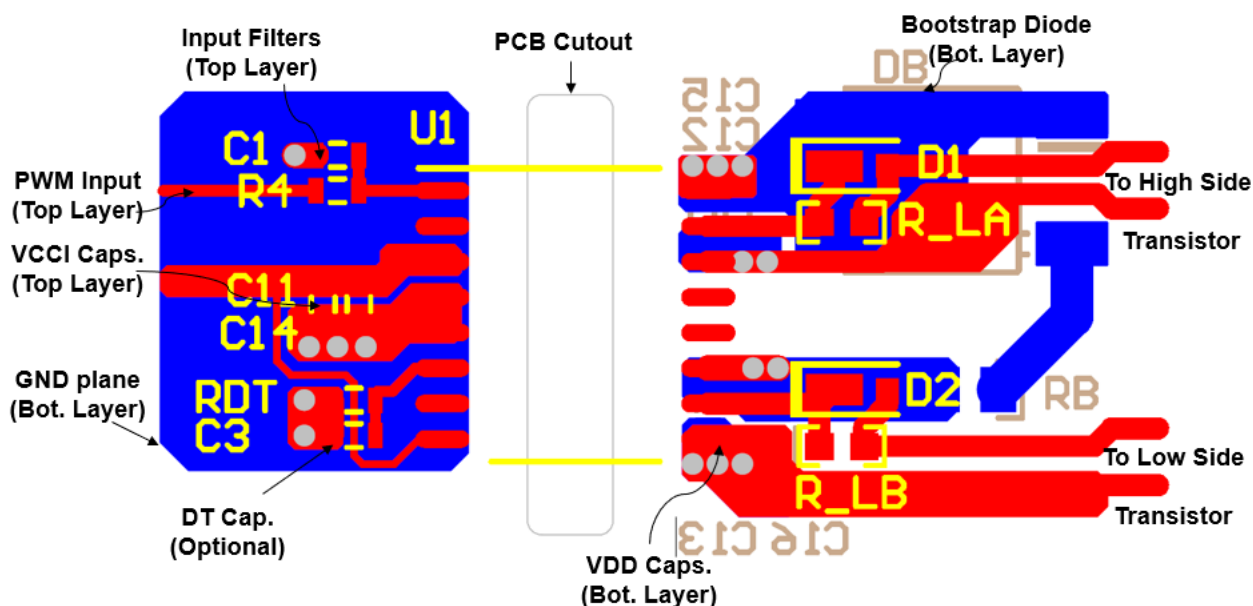 Input Filters
(Top Layer)
PCB Cutout
Bootstrap Diode
(Bot. Layer)
DB
C15
C12
C1
U1
PWM Input
(Top Layer)
R4
D1
To High Side
R_LA
Transistor
VCCI Caps.
(Top Layer)
C11
C14
GND plane
(Bot. Layer)
RDT
C3
D2
RB
To Low Side
R_LB
Transistor
DT Cap.
(Optional)
C13 C16
VDD Caps.
(Bot. Layer)